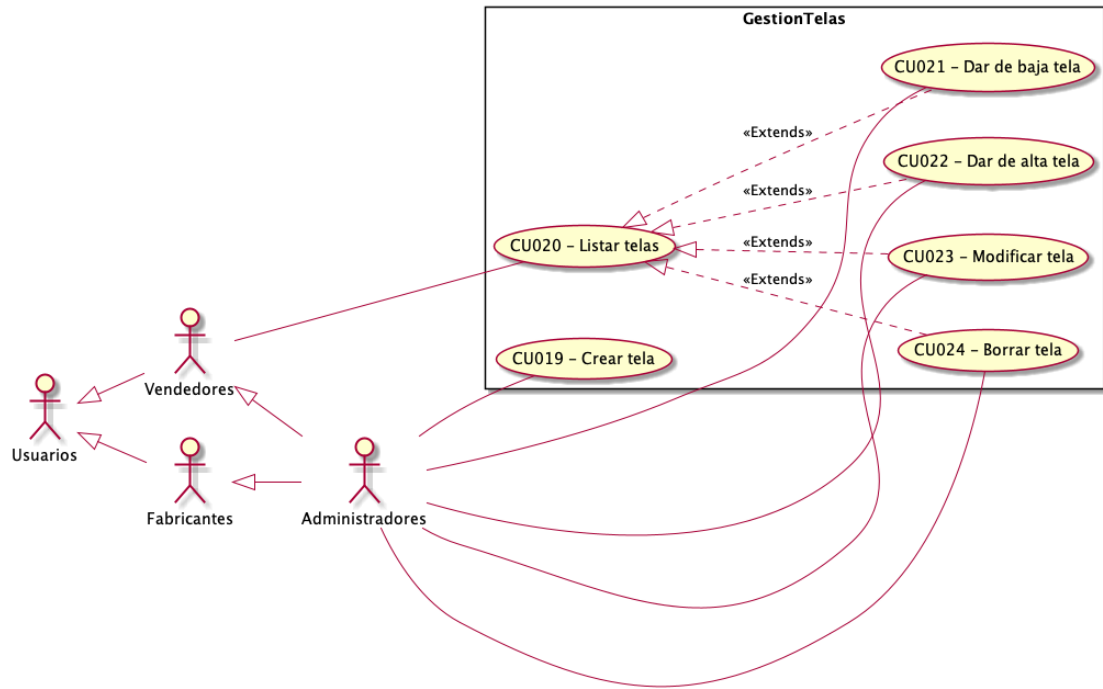 GestionTelas
CU021 – Dar de baja tela
«Extends»
CU022 – Dar de alta tela
«Extends»
CU020 – Listar telas
«Extends»
CU023 – Modificar tela
«Extends»
CU019 – Crear tela
CU024 – Borrar tela
Vendedores
Usuarios
Fabricantes
Administradores